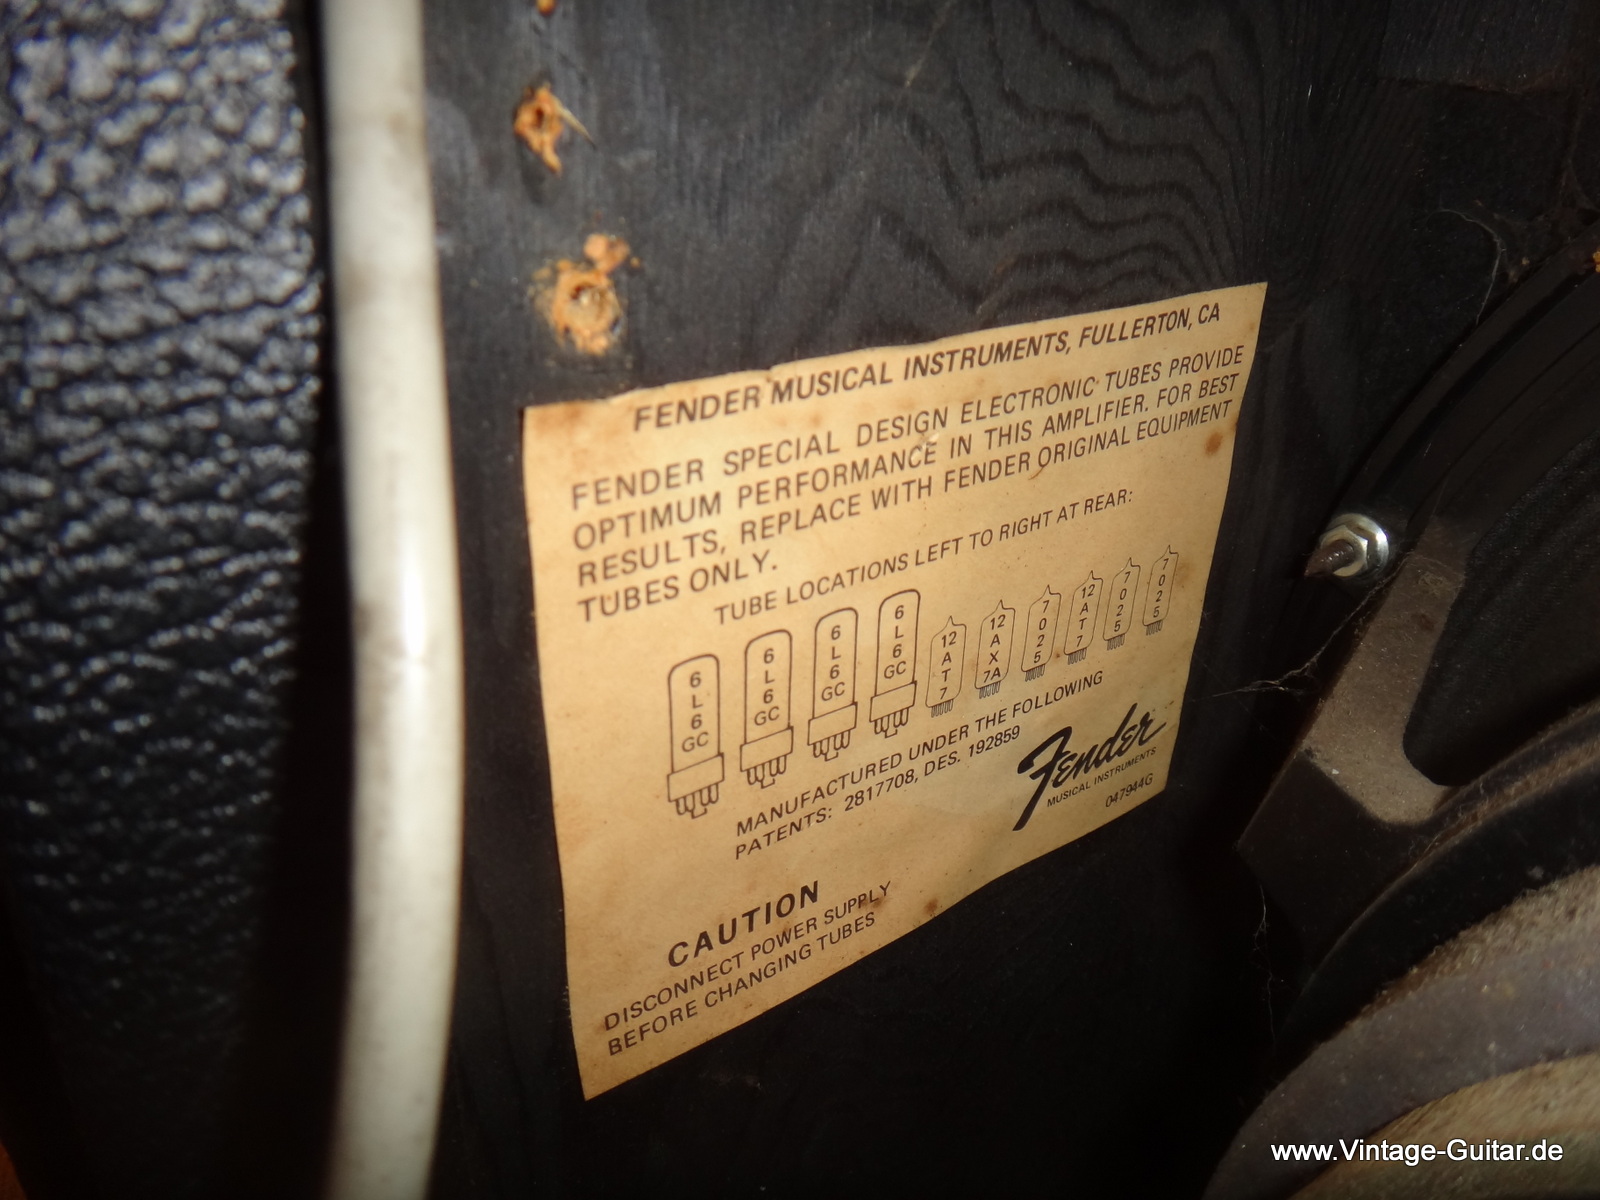 FENDER MUSICAL INSTRUMENTS, FULLERTON, CA
FENDER SPECIAL DESIGN ELECTRONIC TUBES PROVIDE
OPTIMUM PERFORMANCE IN THIS AMPLIFIER. FOR BEST
RESULTS, REPLACE WITH FENDER ORIGINAL EQUIPMENT
TUBES ONLY.
TUBE LOCATIONS LEFT TO RIGHT AT REAR:
6L6GC 6L6GC 6L6GC 6L6GC 12AT7 12AX7A 7025 12AT7 7025 7025
MANUFACTURED UNDER THE FOLLOWING
PATENTS: 2817708, DES. 192859
Fender
MUSICAL INSTRUMENTS
047944G
CAUTION
DISCONNECT POWER SUPPLY
BEFORE CHANGING TUBES
www.Vintage-Guitar.de